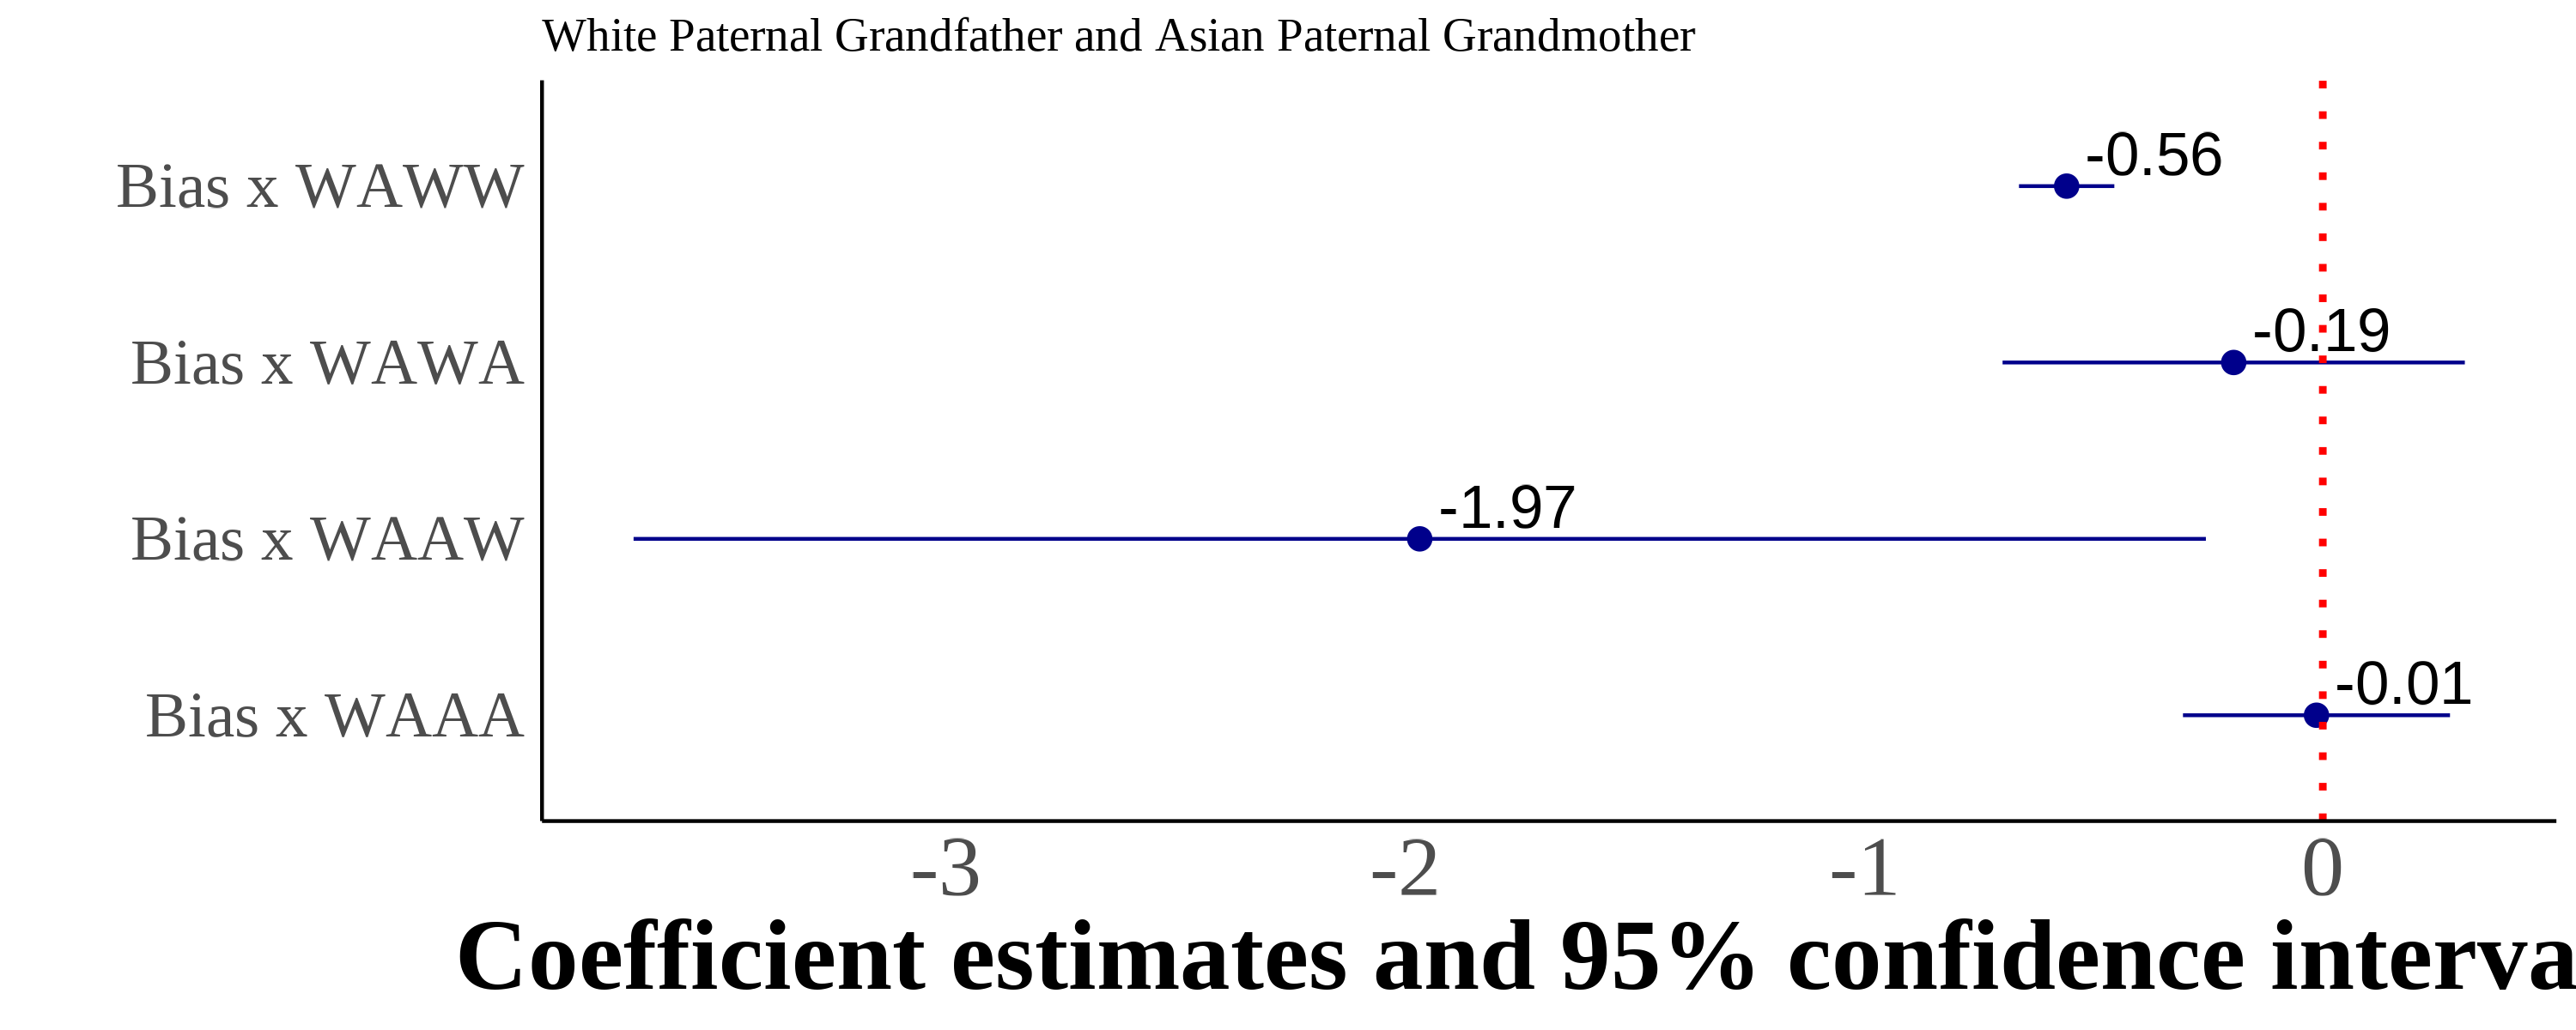 White Paternal Grandfather and Asian Paternal Grandmother
Bias x WAWW
-0.56
Bias x WAWA
-0.19
Bias x WAAW
-1.97
Bias x WAAA
-0.01
-3 -2 -1 0
Coefficient estimates and 95% confidence interva